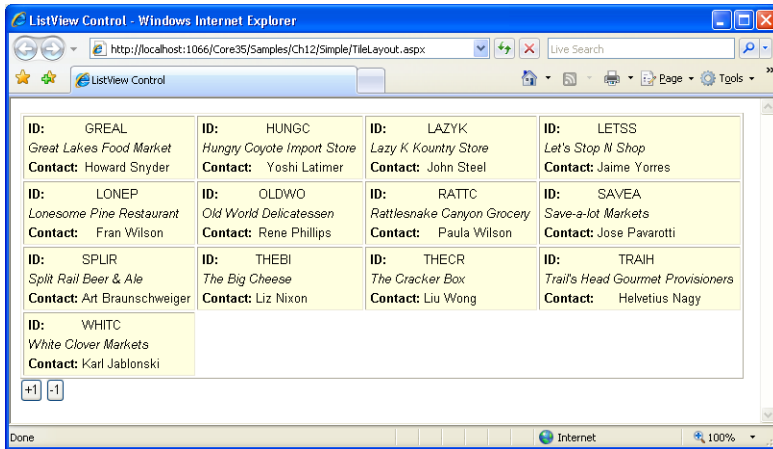 ListView Control - Windows Internet Explorer
http://localhost:1066/Core35/Samples/Ch12/Simple/TileLayout.aspx
Live Search
ListView Control
Page
Tools
»
ID: GREAL
Great Lakes Food Market
Contact: Howard Snyder
ID: HUNGC
Hungry Coyote Import Store
Contact: Yoshi Latimer
ID: LAZYK
Lazy K Kountry Store
Contact: John Steel
ID: LETSS
Let's Stop N Shop
Contact: Jaime Yorres
ID: LONEP
Lonesome Pine Restaurant
Contact: Fran Wilson
ID: OLDWO
Old World Delicatessen
Contact: Rene Phillips
ID: RATTC
Rattlesnake Canyon Grocery
Contact: Paula Wilson
ID: SAVEA
Save-a-lot Markets
Contact: Jose Pavarotti
ID: SPLIR
Split Rail Beer & Ale
Contact: Art Braunschweiger
ID: THEBI
The Big Cheese
Contact: Liz Nixon
ID: THECR
The Cracker Box
Contact: Liu Wong
ID: TRAIH
Trail's Head Gourmet Provisioners
Contact: Helvetius Nagy
ID: WHITC
White Clover Markets
Contact: Karl Jablonski
+1 -1
Done
Internet
100%